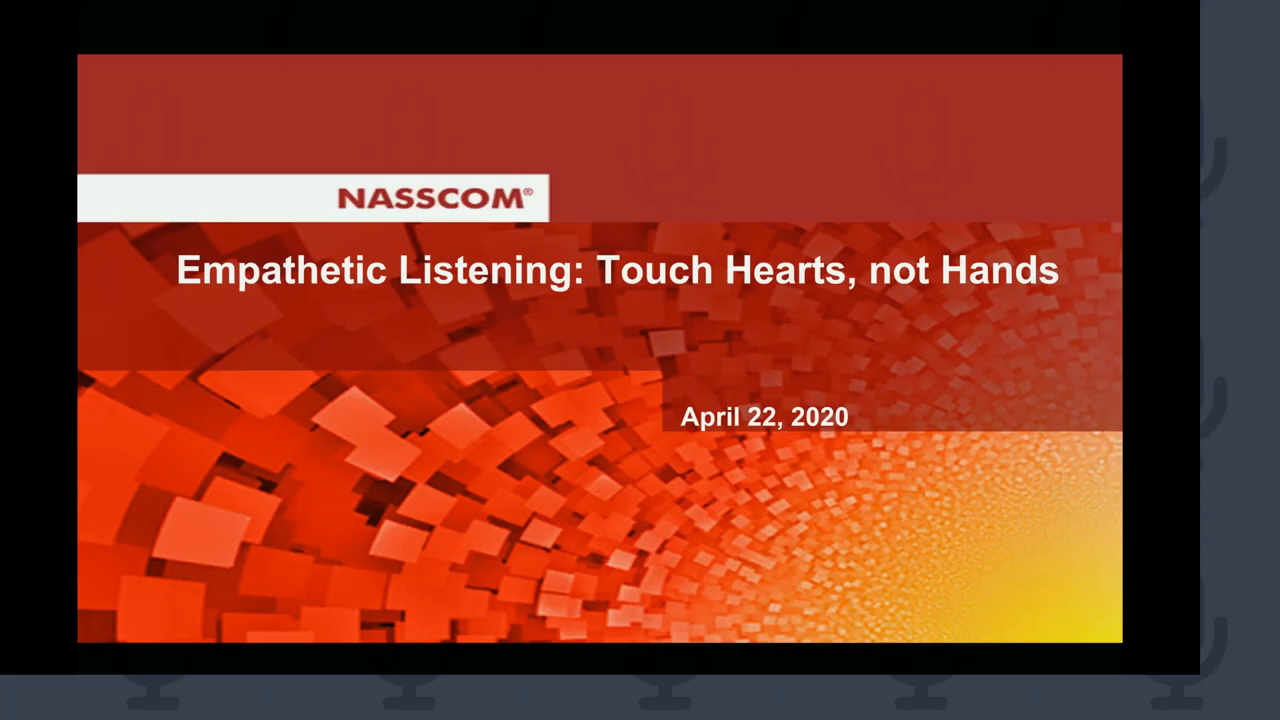 NASSCOM®
Empathetic Listening: Touch Hearts, not Hands
April 22, 2020